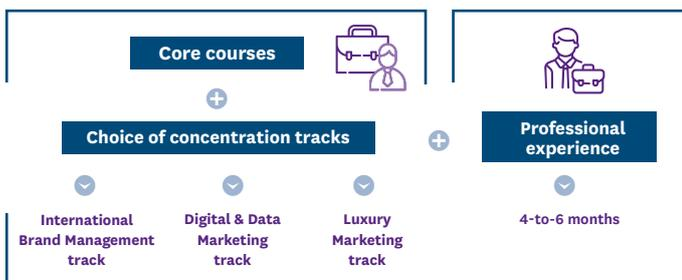 Core courses
Choice of concentration tracks
International
Brand Management
track
Digital & Data
Marketing
track
Luxury
Marketing
track
Professional
experience
4-to-6 months